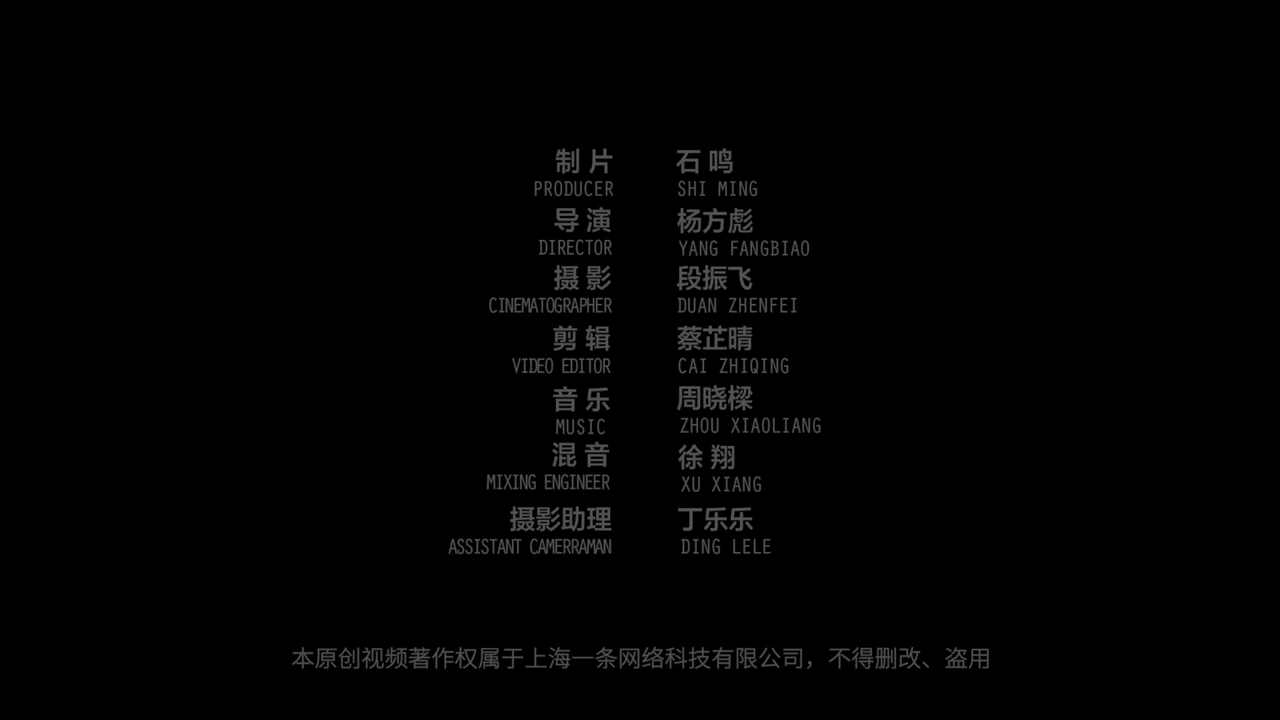 制 片 石 鸣
PRODUCER SHI MING
导 演 杨方彪
DIRECTOR YANG FANGBIAO
摄 影 段振飞
CINEMATOGRAPHER DUAN ZHENFEI
剪 辑 蔡芷晴
VIDEO EDITOR CAI ZHIQING
音 乐 周晓樑
MUSIC ZHOU XIAOLIANG
混 音 徐 翔
MIXING ENGINEER XU XIANG
摄影助理 丁乐乐
ASSISTANT CAMERRAMAN DING LELE
本原创视频著作权属于上海一条网络科技有限公司，不得删改、盗用